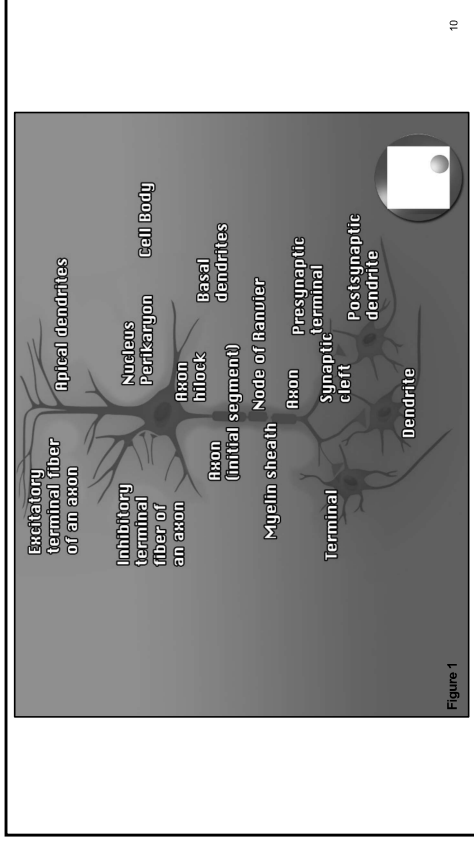 Excitatory
terminal fiber
of an axon
Apical dendrites
Inhibitory
terminal
fiber of
an axon
Nucleus
Perikaryon
Cell Body
Axon
hilock
Basal
dendrites
Axon
(initial segment)
Node of Ranvier
Myelin sheath
Axon
Presynaptic
terminal
Terminal
Synaptic
cleft
Postsynaptic
dendrite
Dendrite
Figure 1
10